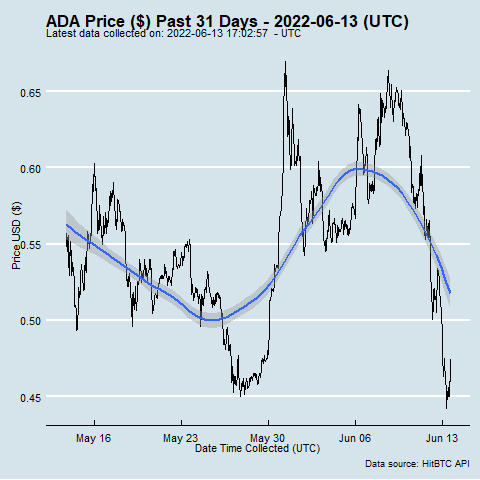 ADA Price ($) Past 31 Days - 2022-06-13 (UTC)
Latest data collected on: 2022-06-13 17:02:57 - UTC
Price USD ($)
0.65
0.60
0.55
0.50
0.45
May 16 May 23 May 30 Jun 06 Jun 13
Date Time Collected (UTC)
Data source: HitBTC API